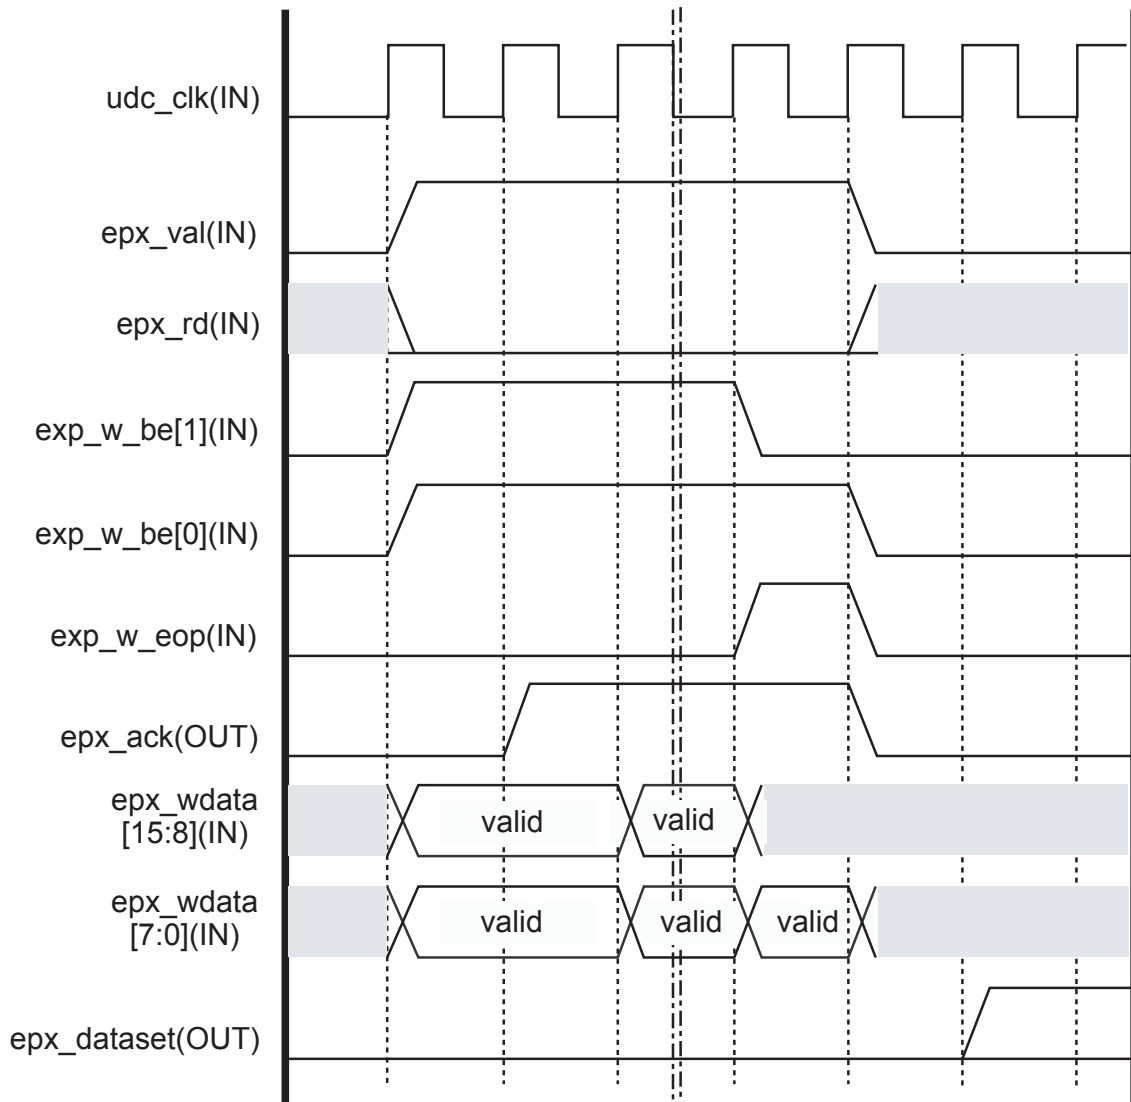 udc_clk(IN)
epx_val(IN)
epx_rd(IN)
exp_w_be[1](IN)
exp_w_be[0](IN)
exp_w_eop(IN)
epx_ack(OUT)
epx_wdata
[15:8](IN)
valid valid
epx_wdata
[7:0](IN)
valid valid valid
epx_dataset(OUT)